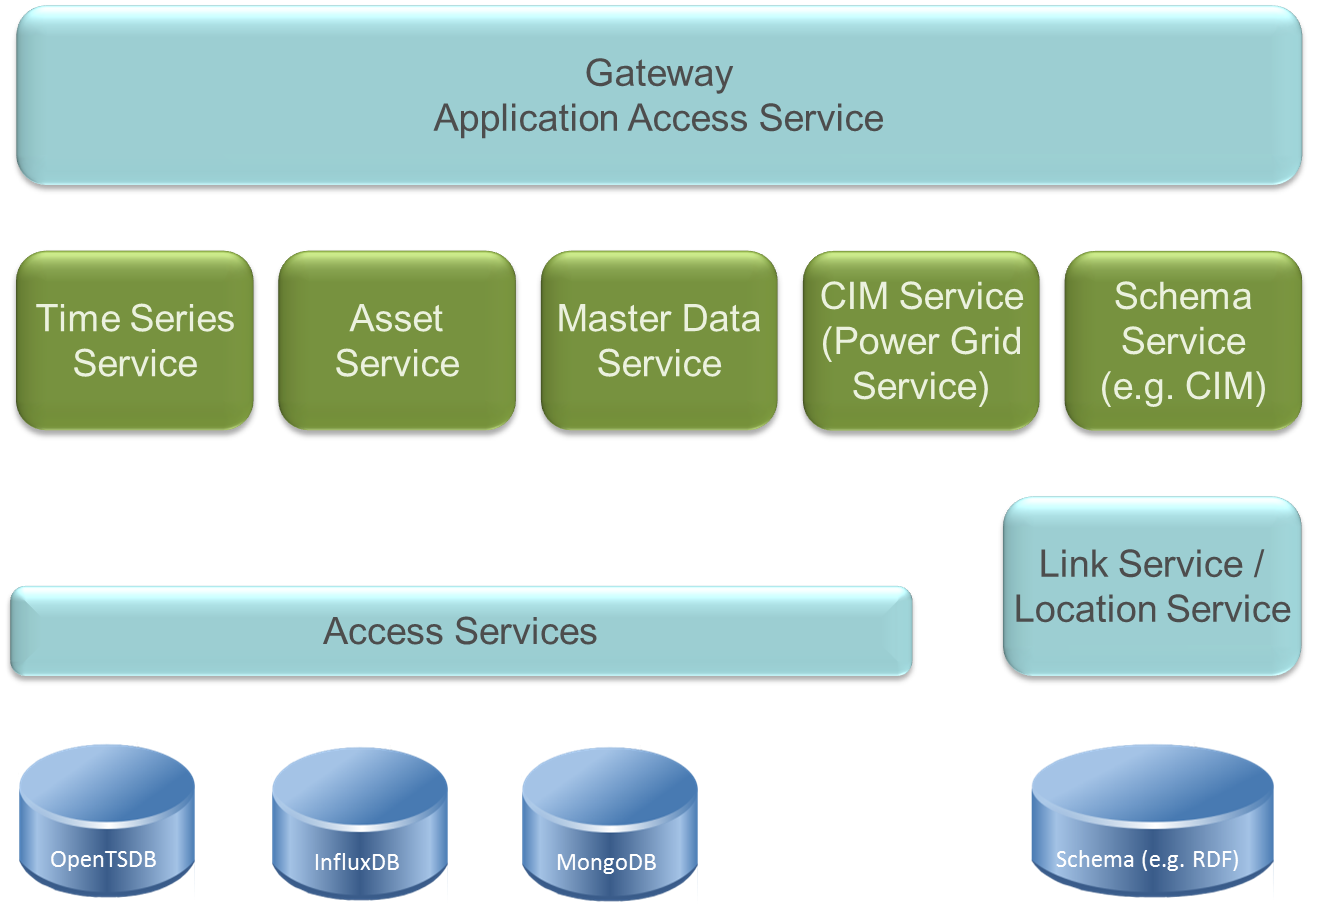 Gateway
Application Access Service
Time Series
Service
Asset
Service
Master Data
Service
CIM Service
(Power Grid
Service)
Schema
Service
(e.g. CIM)
Link Service /
Location Service
Access Services
OpenTSDB
InfluxDB
MongoDB
Schema (e.g. RDF)